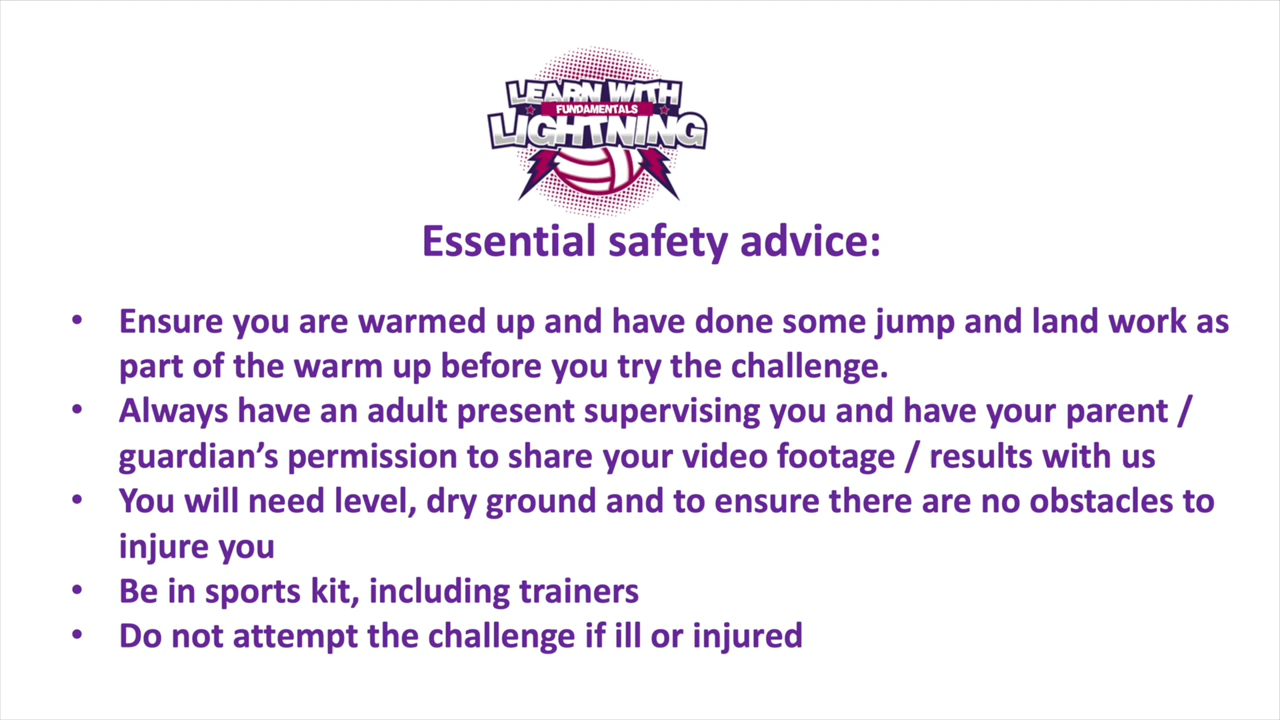 LEARN WITH
FUNDAMENTALS
LIGHTNING
Essential safety advice:
• Ensure you are warmed up and have done some jump and land work as
part of the warm up before you try the challenge.
• Always have an adult present supervising you and have your parent /
guardian’s permission to share your video footage / results with us
• You will need level, dry ground and to ensure there are no obstacles to
injure you
• Be in sports kit, including trainers
• Do not attempt the challenge if ill or injured